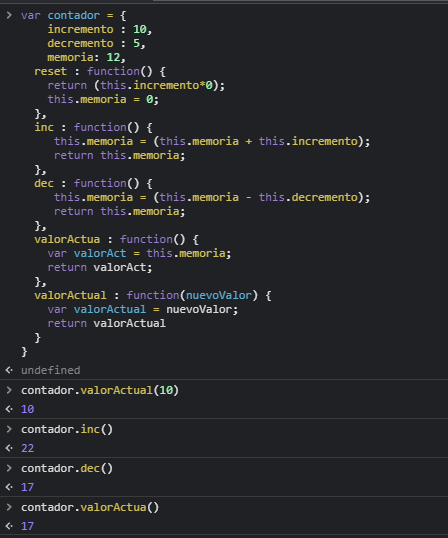 > var contador = {
    incremento : 10,
    decremento : 5,
    memoria: 12,
  reset : function() {
    return (this.incremento*0);
    this.memoria = 0;
  },
  inc : function() {
     this.memoria = (this.memoria + this.incremento);
     return this.memoria;
  },
  dec : function() {
     this.memoria = (this.memoria - this.decremento);
     return this.memoria;
  },
  valorActua : function() {
    var valorAct = this.memoria;
    return valorAct;
  },
  valorActual : function(nuevoValor) {
    var valorActual = nuevoValor;
    return valorActual
  }
}
undefined
> contador.valorActual(10)
10
> contador.inc()
22
> contador.dec()
17
> contador.valorActua()
17